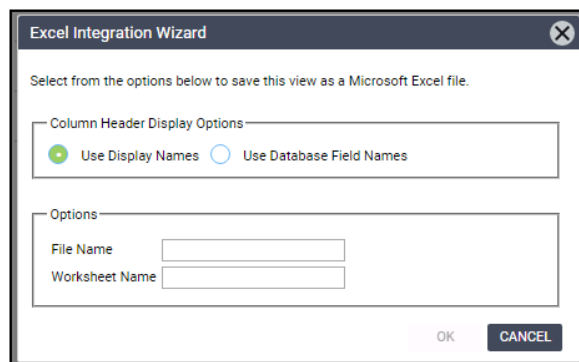 Excel Integration Wizard
Select from the options below to save this view as a Microsoft Excel file.
Column Header Display Options
Use Display Names Use Database Field Names
Options
File Name
Worksheet Name
OK CANCEL